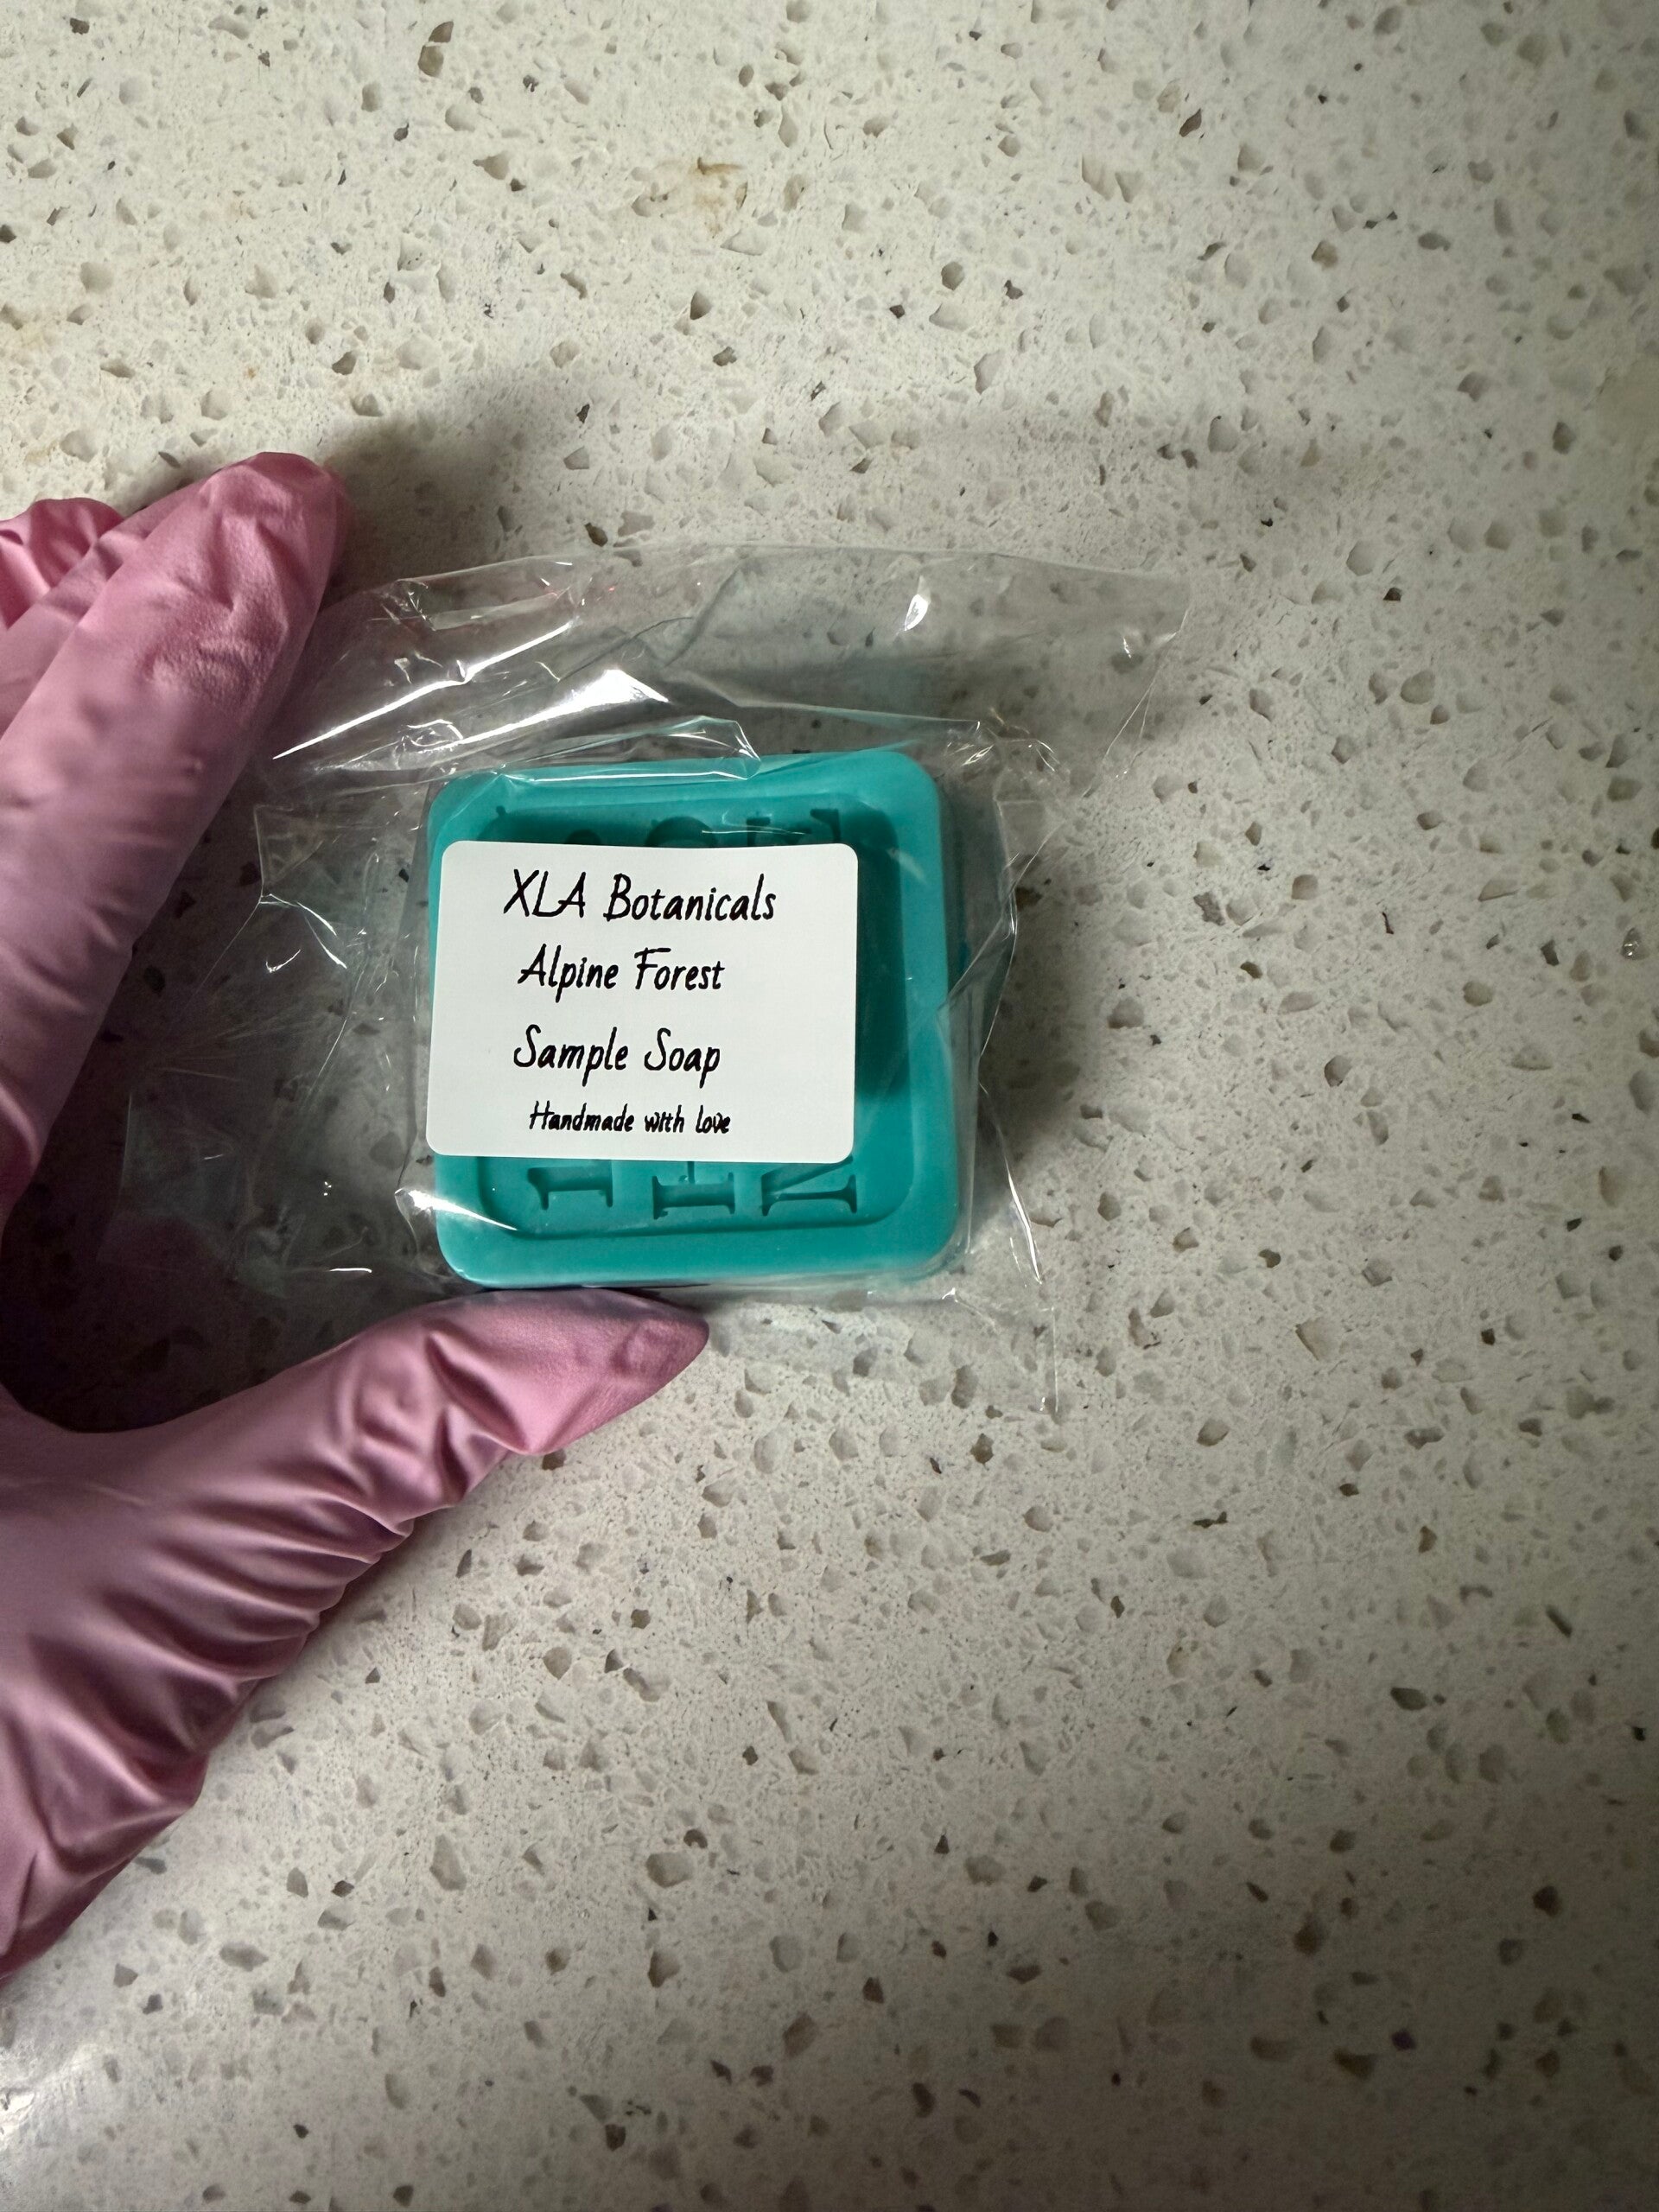 XLA Botanicals
Alpine Forest
Sample Soap
Handmade with love